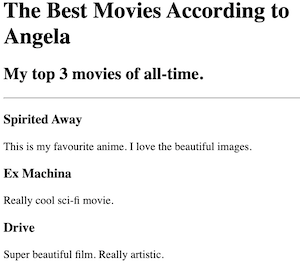 The Best Movies According to
Angela
My top 3 movies of all-time.
Spirited Away
This is my favourite anime. I love the beautiful images.
Ex Machina
Really cool sci-fi movie.
Drive
Super beautiful film. Really artistic.